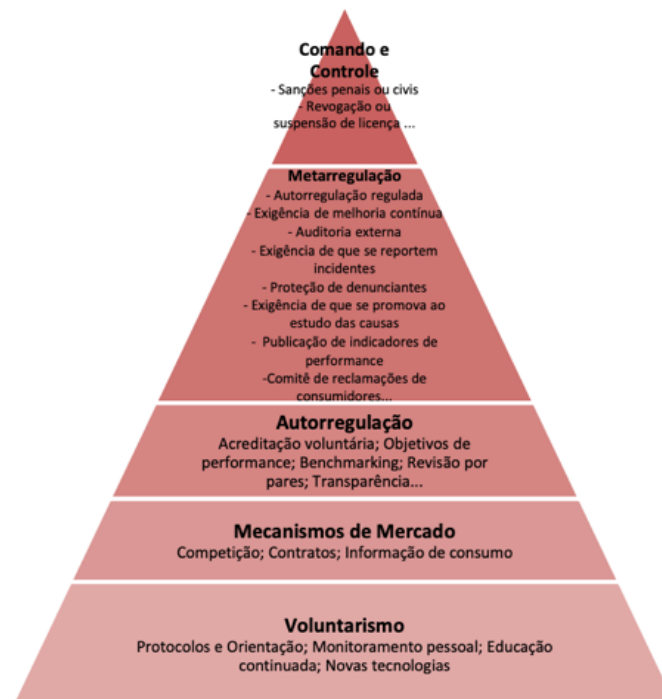 Comando e
Controle
- Sanções penais ou civis
- Revogação ou
suspensão de licença ...
Metarregulação
- Autorregulação regulada
- Exigência de melhoria contínua
- Auditoria externa
- Exigência de que se reportem
incidentes
- Proteção de denunciantes
- Exigência de que se promova ao
estudo das causas
- Publicação de indicadores de
performance
-Comitê de reclamações de
consumidores...
Autorregulação
Acreditação voluntária; Objetivos de
performance; Benchmarking; Revisão por
pares; Transparência...
Mecanismos de Mercado
Competição; Contratos; Informação de consumo
Voluntarismo
Protocolos e Orientação; Monitoramento pessoal; Educação
continuada; Novas tecnologias